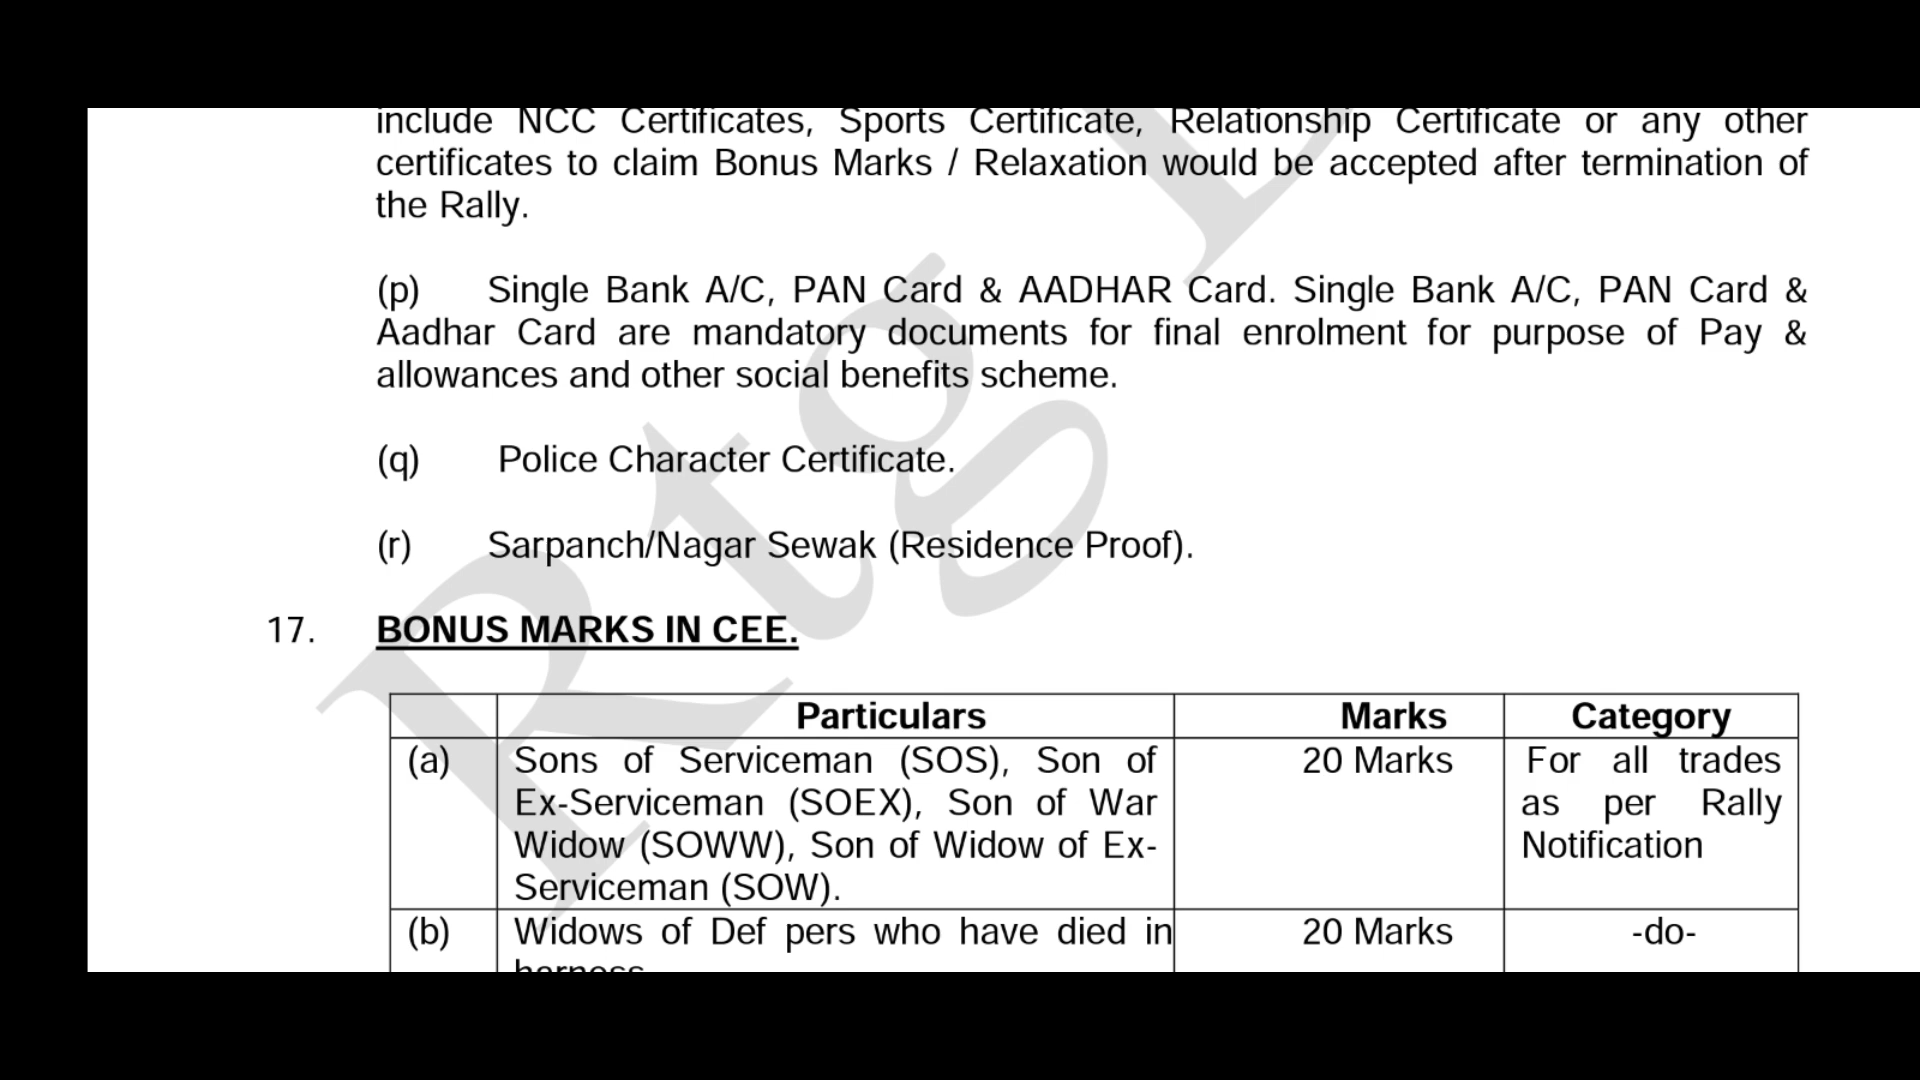 include NCC Certificates, Sports Certificate, Relationship Certificate or any other
certificates to claim Bonus Marks / Relaxation would be accepted after termination of
the Rally.
(p) Single Bank A/C, PAN Card & AADHAR Card. Single Bank A/C, PAN Card &
Aadhar Card are mandatory documents for final enrolment for purpose of Pay &
allowances and other social benefits scheme.
(q) Police Character Certificate.
(r) Sarpanch/Nagar Sewak (Residence Proof).
17. BONUS MARKS IN CEE.
Particulars Marks Category
(a) Sons of Serviceman (SOS), Son of 20 Marks For all trades
Ex-Serviceman (SOEX), Son of War as per Rally
Widow (SOWW), Son of Widow of Ex- Notification
Serviceman (SOW).
(b) Widows of Def pers who have died in 20 Marks -do-
harness
Rtg